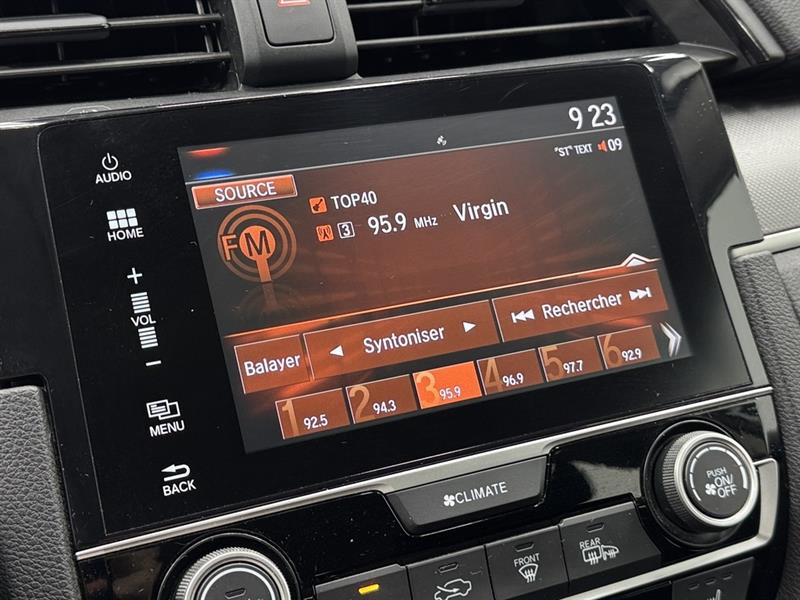 9 23
"ST" TEXT 09
AUDIO
SOURCE
TOP40
HOME
FM
3 95.9 MHz Virgin
+
VOL
-
Balayer
Syntoniser
Rechercher
1 92.5
2 94.3
3 95.9
4 96.9
5 97.7
6 92.9
MENU
BACK
CLIMATE
PUSH
ON/
OFF
FRONT
REAR